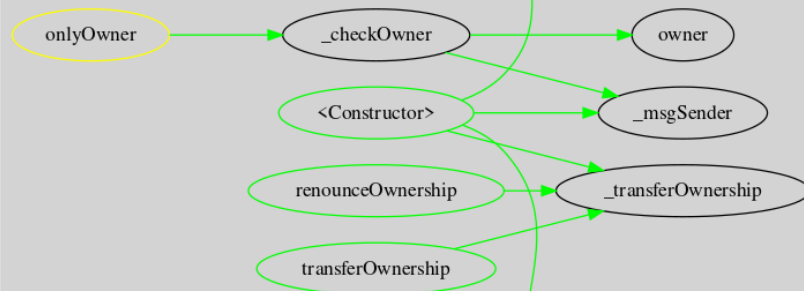 onlyOwner
_checkOwner
owner
<Constructor>
_msgSender
renounceOwnership
_transferOwnership
transferOwnership